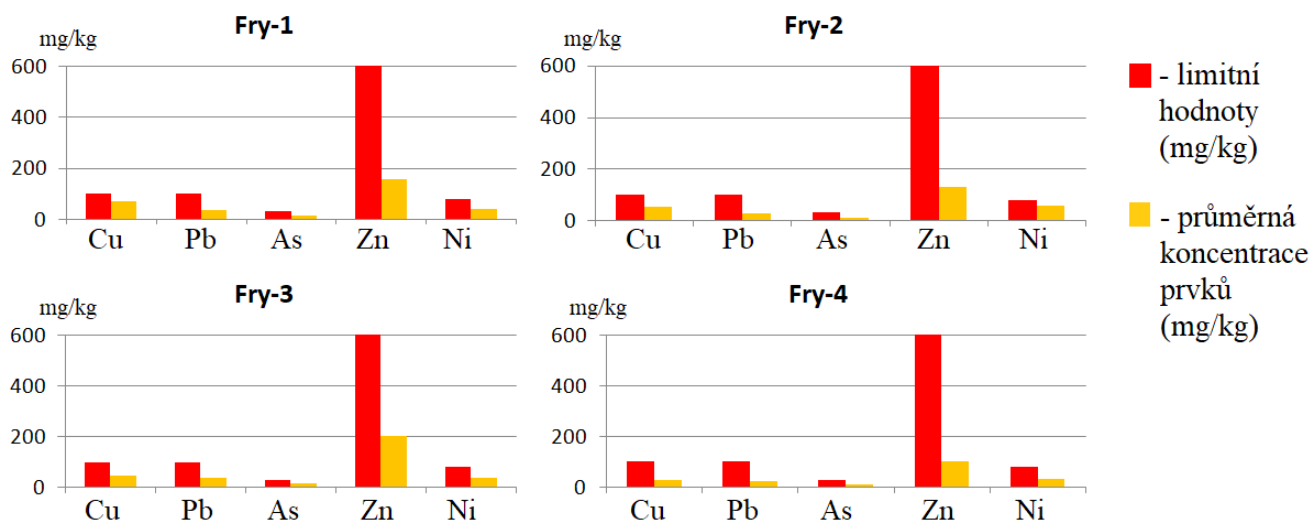 Fry-1
mg/kg
600
400
200
0
Cu Pb As Zn Ni
Fry-2
mg/kg
600
400
200
0
Cu Pb As Zn Ni
Fry-3
mg/kg
600
400
200
0
Cu Pb As Zn Ni
Fry-4
mg/kg
600
400
200
0
Cu Pb As Zn Ni
- limitní
hodnoty
(mg/kg)
- průměrná
koncentrace
prvků
(mg/kg)